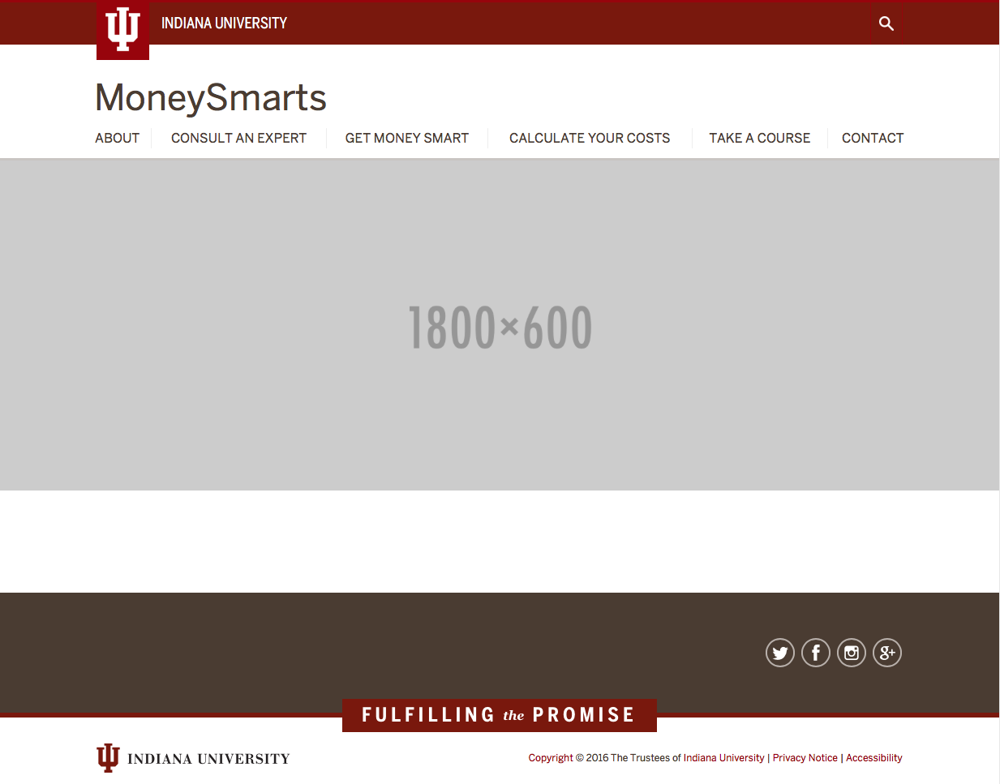 INDIANA UNIVERSITY
MoneySmarts
ABOUT CONSULT AN EXPERT GET MONEY SMART CALCULATE YOUR COSTS TAKE A COURSE CONTACT
1800×600
FULFILLING the PROMISE
INDIANA UNIVERSITY
Copyright © 2016 The Trustees of Indiana University | Privacy Notice | Accessibility